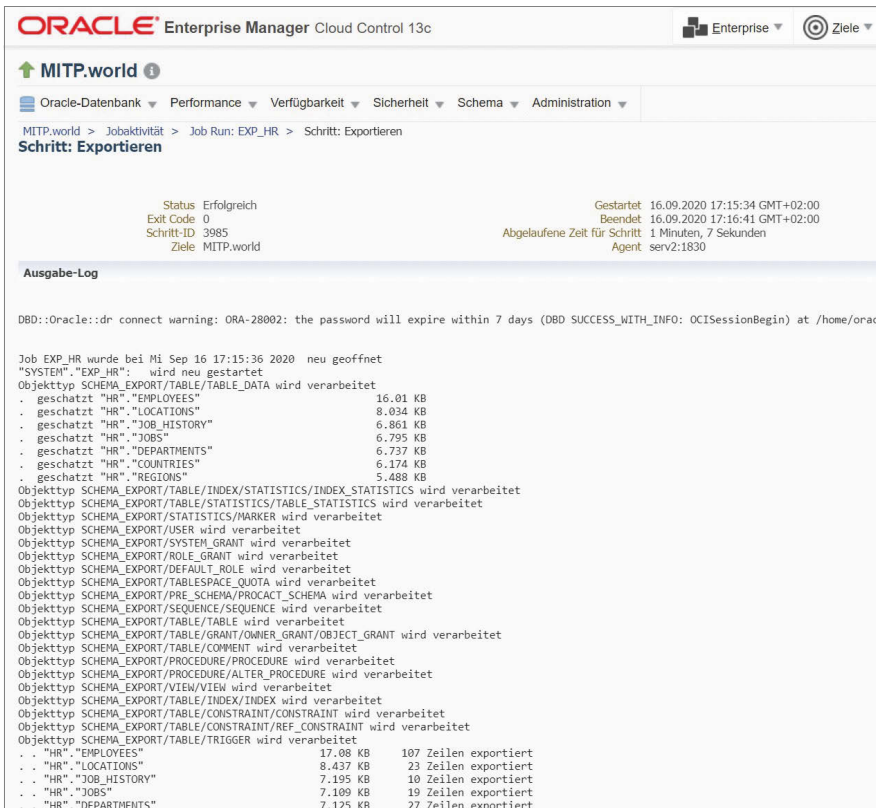 ORACLE Enterprise Manager Cloud Control 13c
Enterprise
Ziele
MITP.world
Oracle-Datenbank Performance Verfügbarkeit Sicherheit Schema Administration
MITP.world > Jobaktivität > Job Run: EXP_HR > Schritt: Exportieren
Schritt: Exportieren
Status Erfolgreich
Exit Code 0
Schritt-ID 3985
Ziele MITP.world
Gestartet 16.09.2020 17:15:34 GMT+02:00
Beendet 16.09.2020 17:16:41 GMT+02:00
Abgelaufene Zeit für Schritt 1 Minuten, 7 Sekunden
Agent serv2:1830
Ausgabe-Log
DBD::Oracle::dr connect warning: ORA-28002: the password will expire within 7 days (DBD SUCCESS_WITH_INFO: OCISessionBegin) at /home/orac
Job EXP_HR wurde bei Mi Sep 16 17:15:36 2020 neu geoffnet
"SYSTEM"."EXP_HR": wird neu gestartet
Objekttyp SCHEMA_EXPORT/TABLE/TABLE_DATA wird verarbeitet
. geschatzt "HR"."EMPLOYEES" 16.01 KB
. geschatzt "HR"."LOCATIONS" 8.034 KB
. geschatzt "HR"."JOB_HISTORY" 6.861 KB
. geschatzt "HR"."JOBS" 6.795 KB
. geschatzt "HR"."DEPARTMENTS" 6.737 KB
. geschatzt "HR"."COUNTRIES" 6.174 KB
. geschatzt "HR"."REGIONS" 5.488 KB
Objekttyp SCHEMA_EXPORT/TABLE/INDEX/STATISTICS/INDEX_STATISTICS wird verarbeitet
Objekttyp SCHEMA_EXPORT/TABLE/STATISTICS/TABLE_STATISTICS wird verarbeitet
Objekttyp SCHEMA_EXPORT/STATISTICS/MARKER wird verarbeitet
Objekttyp SCHEMA_EXPORT/USER wird verarbeitet
Objekttyp SCHEMA_EXPORT/SYSTEM_GRANT wird verarbeitet
Objekttyp SCHEMA_EXPORT/ROLE_GRANT wird verarbeitet
Objekttyp SCHEMA_EXPORT/DEFAULT_ROLE wird verarbeitet
Objekttyp SCHEMA_EXPORT/TABLESPACE_QUOTA wird verarbeitet
Objekttyp SCHEMA_EXPORT/PRE_SCHEMA/PROCACT_SCHEMA wird verarbeitet
Objekttyp SCHEMA_EXPORT/SEQUENCE/SEQUENCE wird verarbeitet
Objekttyp SCHEMA_EXPORT/TABLE/TABLE wird verarbeitet
Objekttyp SCHEMA_EXPORT/TABLE/GRANT/OWNER_GRANT/OBJECT_GRANT wird verarbeitet
Objekttyp SCHEMA_EXPORT/TABLE/COMMENT wird verarbeitet
Objekttyp SCHEMA_EXPORT/PROCEDURE/PROCEDURE wird verarbeitet
Objekttyp SCHEMA_EXPORT/PROCEDURE/ALTER_PROCEDURE wird verarbeitet
Objekttyp SCHEMA_EXPORT/VIEW/VIEW wird verarbeitet
Objekttyp SCHEMA_EXPORT/TABLE/INDEX/INDEX wird verarbeitet
Objekttyp SCHEMA_EXPORT/TABLE/CONSTRAINT/CONSTRAINT wird verarbeitet
Objekttyp SCHEMA_EXPORT/TABLE/CONSTRAINT/REF_CONSTRAINT wird verarbeitet
Objekttyp SCHEMA_EXPORT/TABLE/TRIGGER wird verarbeitet
. . "HR"."EMPLOYEES" 17.08 KB 107 Zeilen exportiert
. . "HR"."LOCATIONS" 8.437 KB 23 Zeilen exportiert
. . "HR"."JOB_HISTORY" 7.195 KB 10 Zeilen exportiert
. . "HR"."JOBS" 7.109 KB 19 Zeilen exportiert
. . "HR"."DEPARTMENTS" 7.125 KB 27 Zeilen exportiert